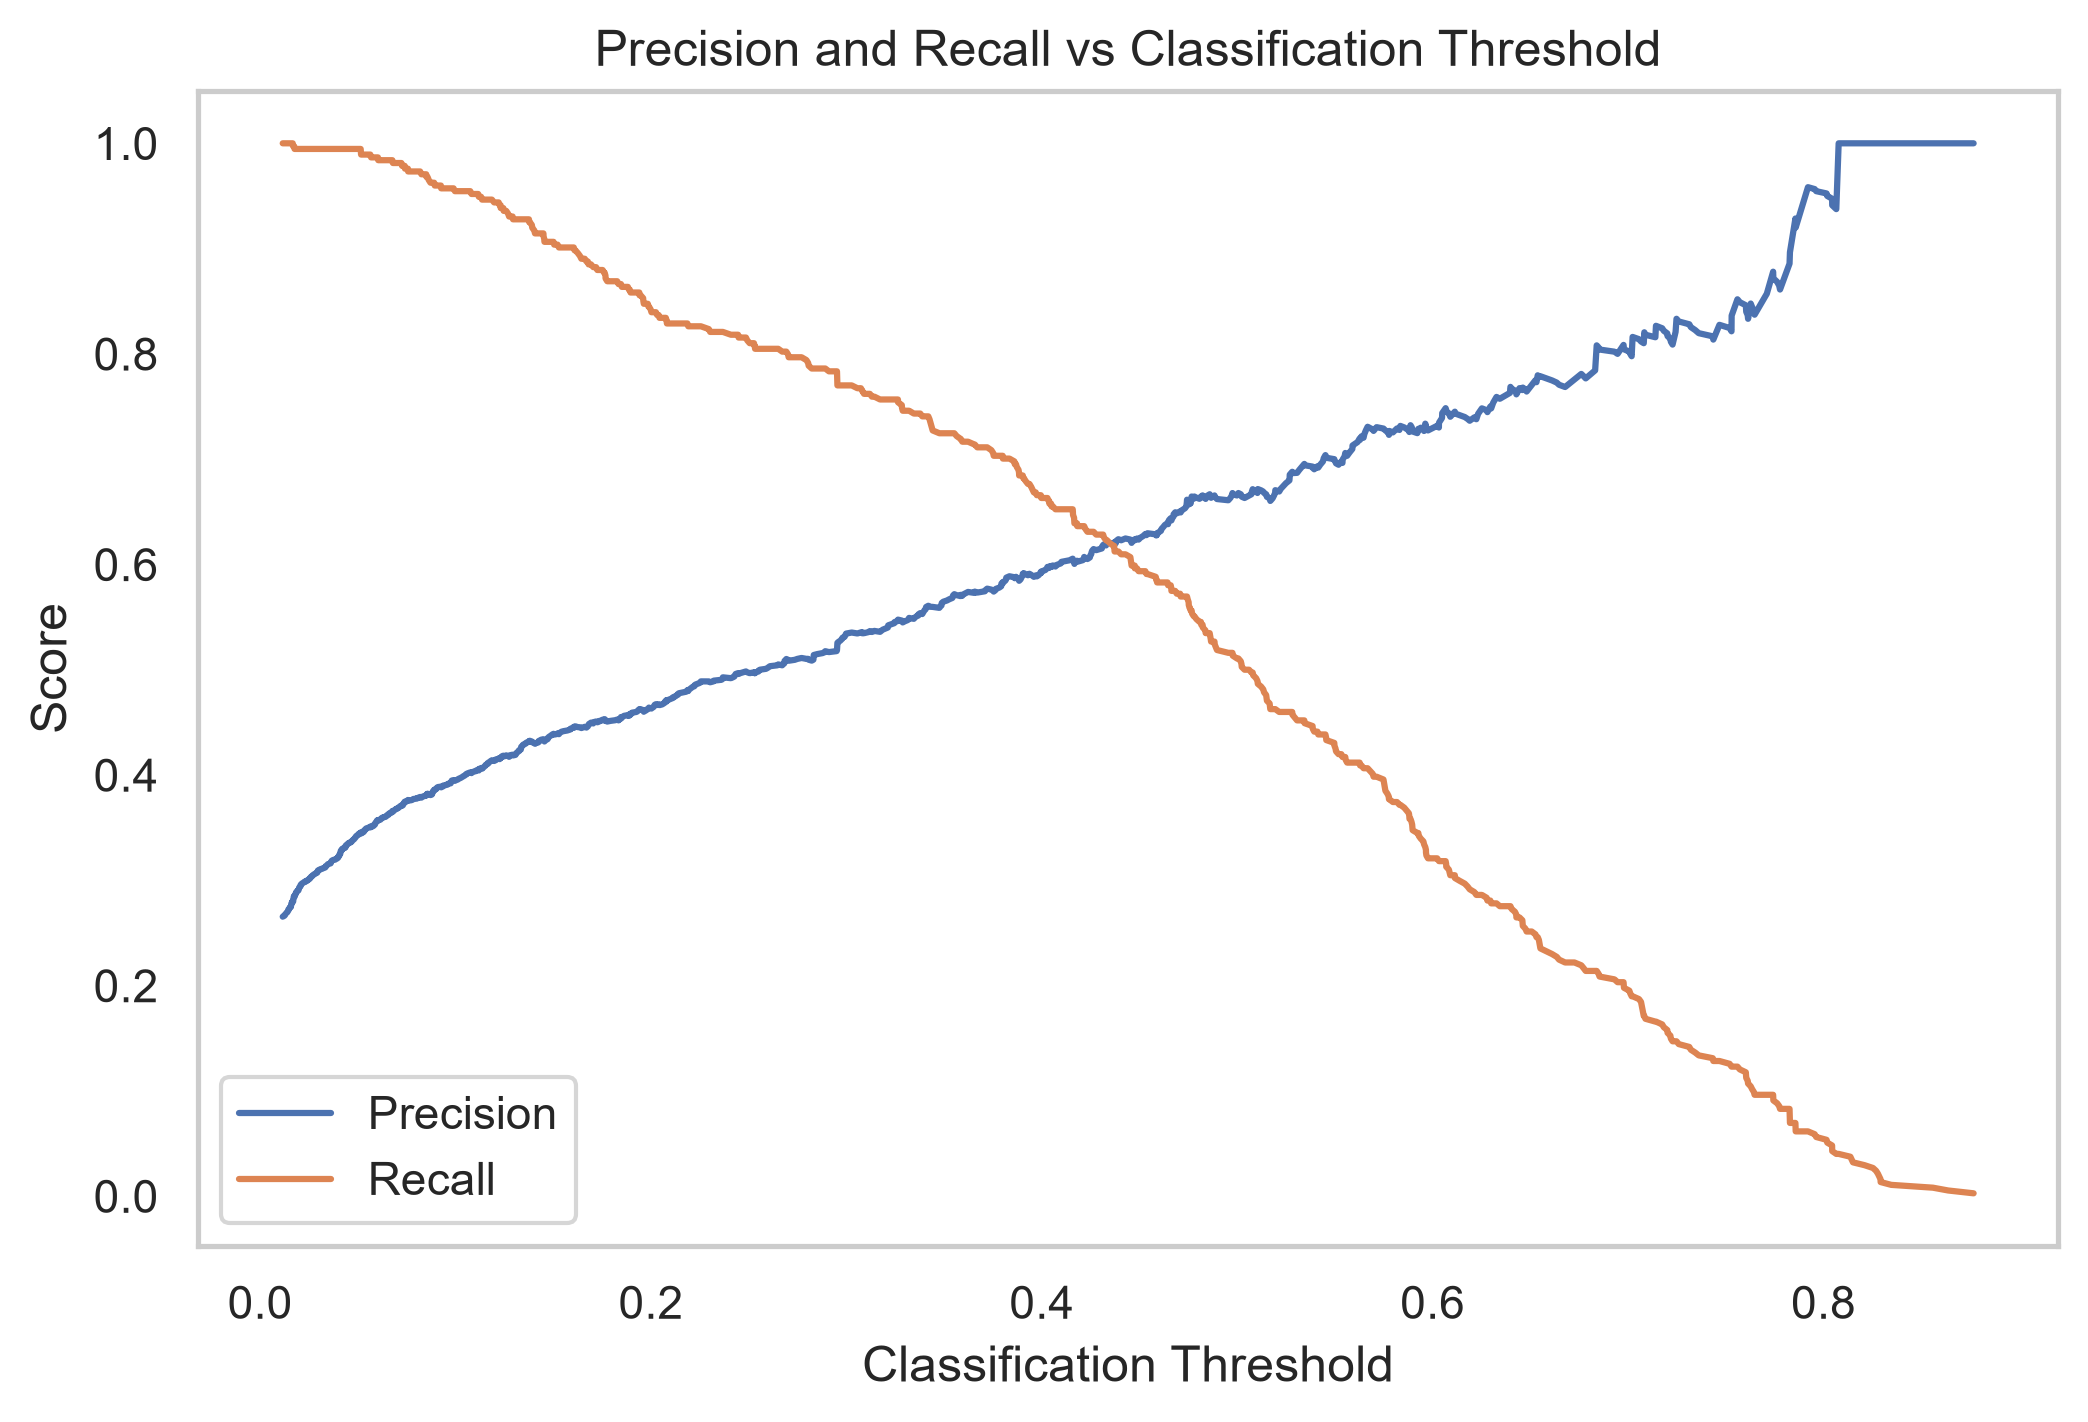 Precision and Recall vs Classification Threshold
1.0
0.8
0.6
0.4
0.2
0.0
Score
Precision
Recall
0.0 0.2 0.4 0.6 0.8
Classification Threshold